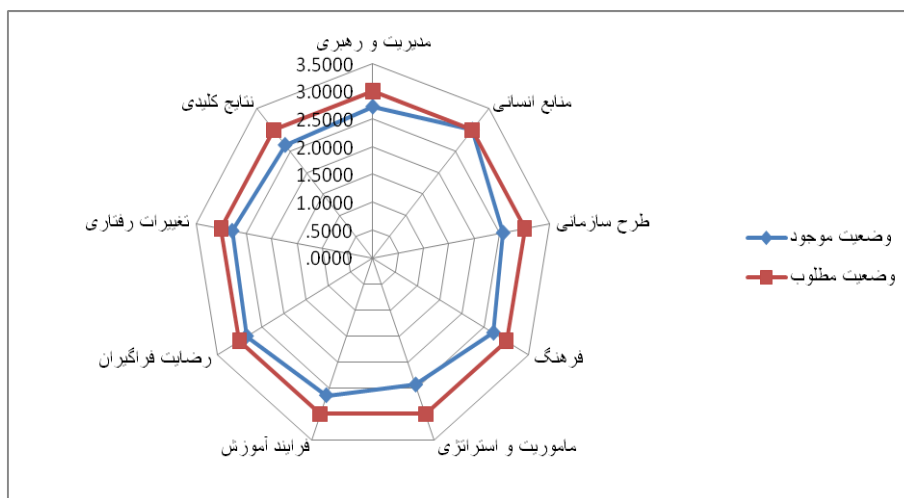 مدیریت و رهبری
3.5000
3.0000
2.5000
2.0000
1.5000
1.0000
.5000
.0000
منابع انسانی
طرح سازمانی
فرهنگ
ماموریت و استراتژی
فرایند آموزش
رضایت فراگیران
تغییرات رفتاری
نتایج کلیدی
وضعیت موجود
وضعیت مطلوب